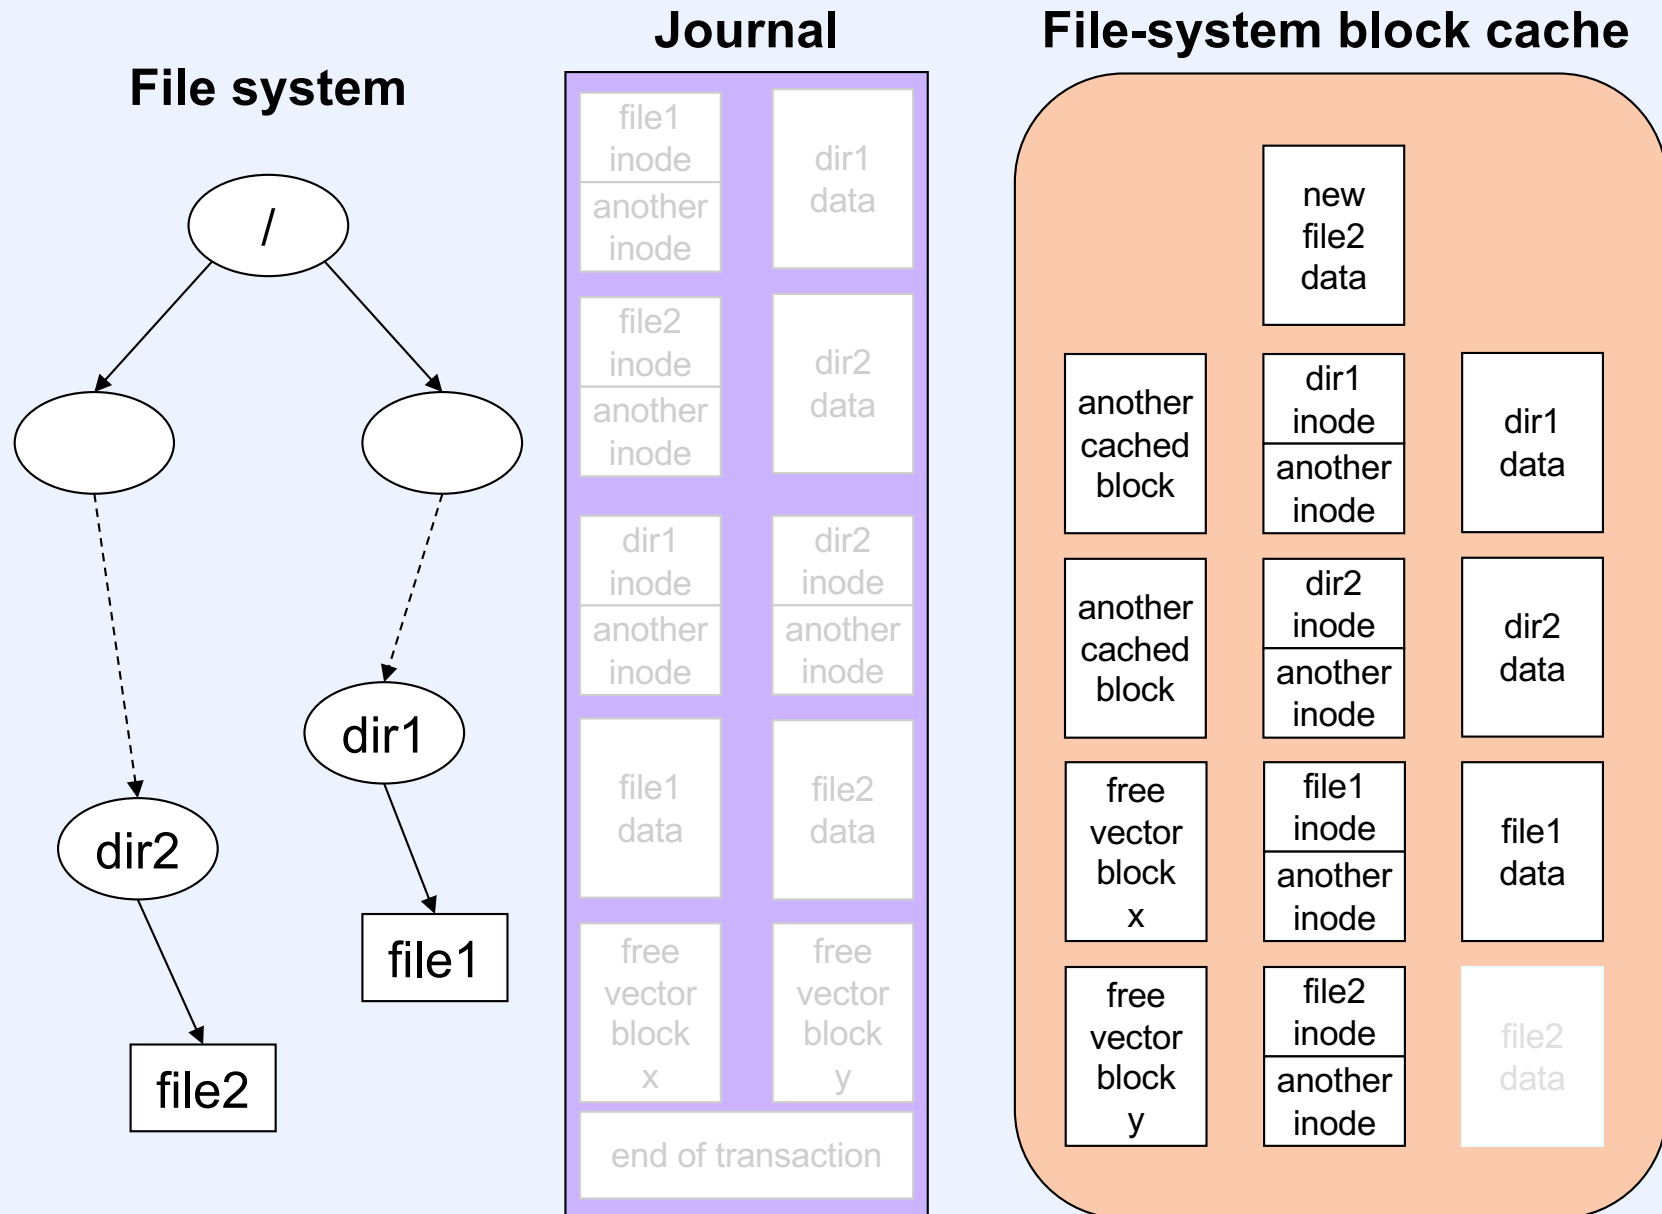 File system
/
dir1
dir2
file1
file2
Journal
file1
inode
another
inode
dir1
data
file2
inode
another
inode
dir2
data
dir1
inode
another
inode
dir2
inode
another
inode
file1
data
file2
data
free
vector
block
x
free
vector
block
y
end of transaction
File-system block cache
new
file2
data
another
cached
block
dir1
inode
another
inode
dir1
data
another
cached
block
dir2
inode
another
inode
dir2
data
free
vector
block
x
file1
inode
another
inode
file1
data
free
vector
block
y
file2
inode
another
inode
file2
data